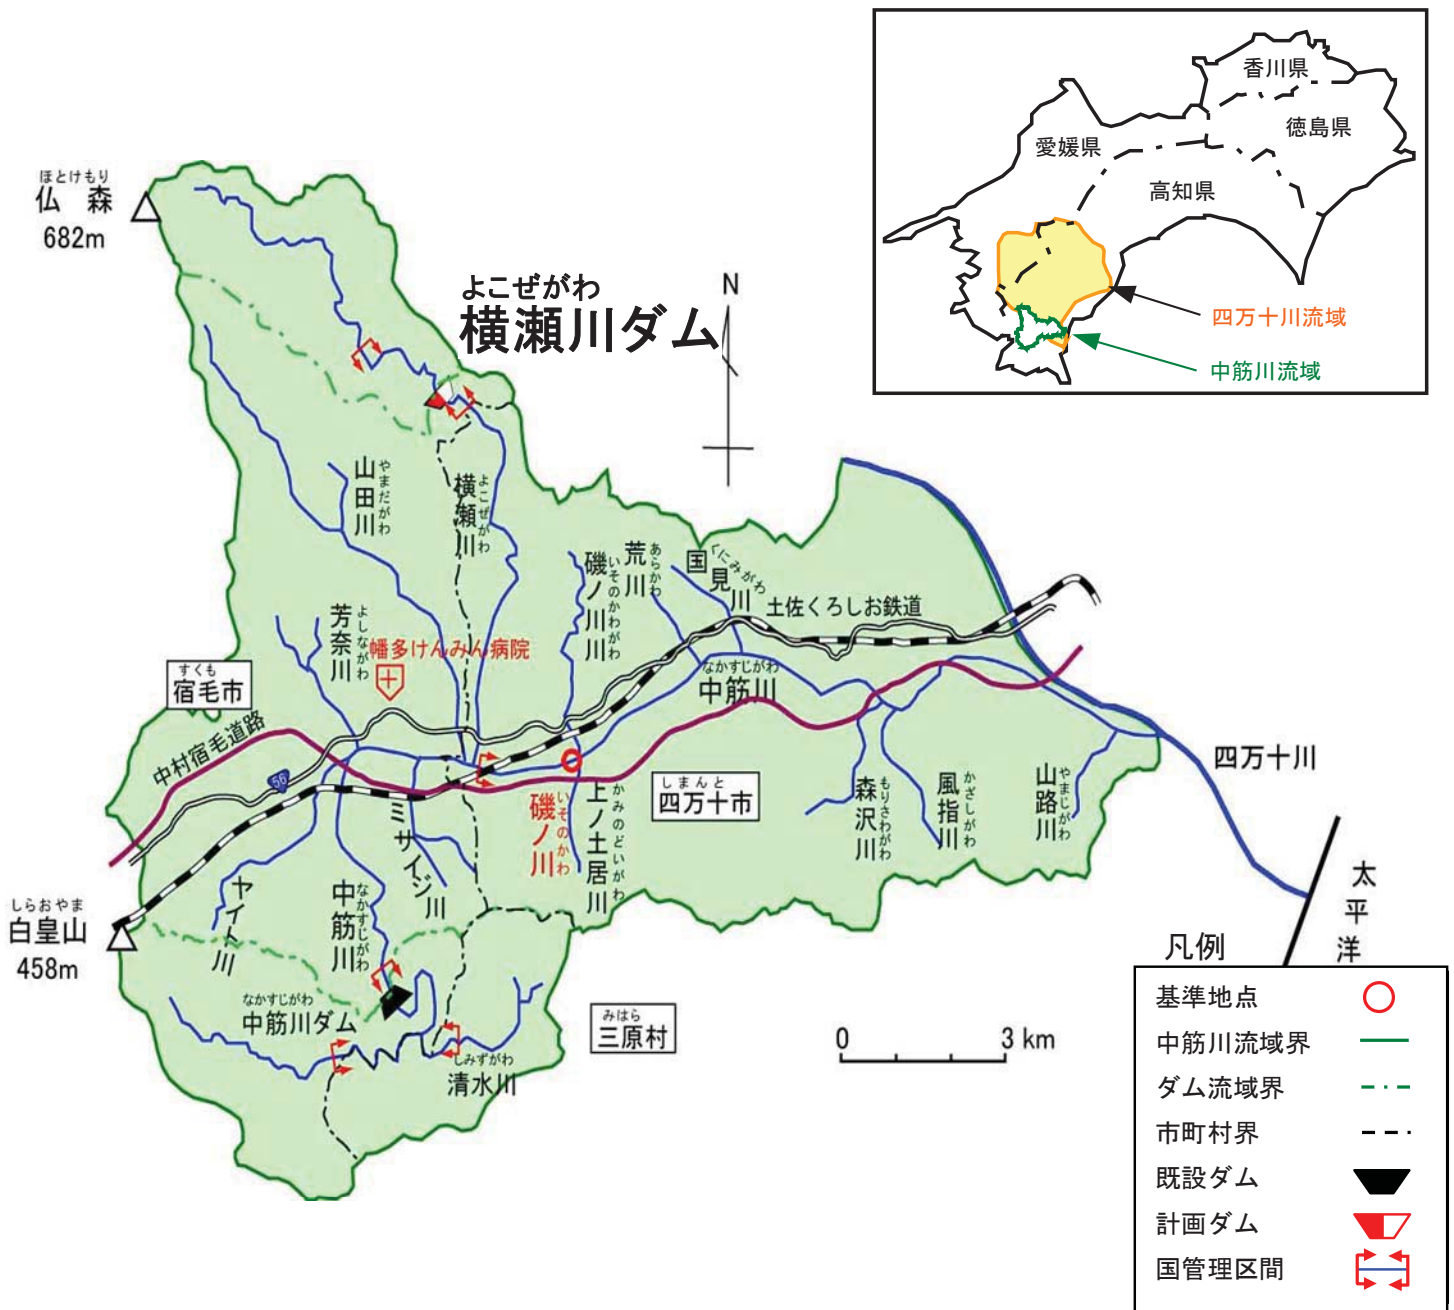 香川県
徳島県
愛媛県
高知県
四万十川流域
中筋川流域
ほとけもり
仏森
682m
よこぜがわ
横瀬川ダム
N
やまだがわ
山田川
よこぜがわ
横瀬川
いそのかわがわ
磯ノ川川
あらかわ
荒川
くにみがわ
国見川
土佐くろしお鉄道
よしながわ
芳奈川
幡多けんみん病院
すくも
宿毛市
なかすじがわ
中筋川
中村宿毛道路
56
しまんと
四万十市
四万十川
いそのかわ
磯ノ川
かみのどいがわ
上ノ土居川
もりさわがわ
森沢川
かざしがわ
風指川
やまじがわ
山路川
ミサイジ川
ヤイト川
なかすじがわ
中筋川
しらおやま
白皇山
458m
なかすじがわ
中筋川ダム
しみずがわ
清水川
みはら
三原村
0 3 km
太平洋
凡例
基準地点
中筋川流域界
ダム流域界
市町村界
既設ダム
計画ダム
国管理区間